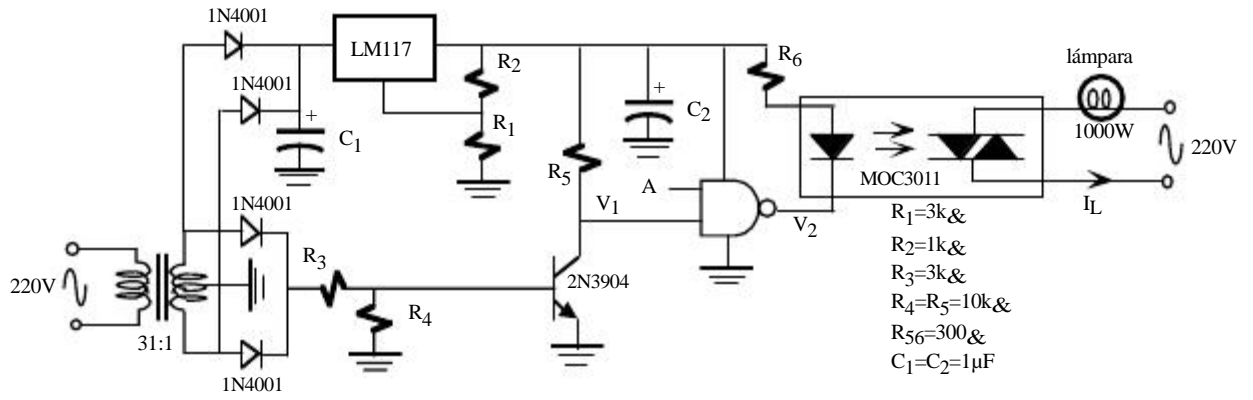 1N4001
LM117
R2
R6
lámpara
1N4001
+
C1
R1
+
C2
1000W
220V
R5
A
MOC3011
IL
1N4001
V1
V2
R1=3k&
R2=1k&
220V
R3
2N3904
R3=3k&
R4
R4=R5=10k&
31:1
R56=300&
1N4001
C1=C2=1µF